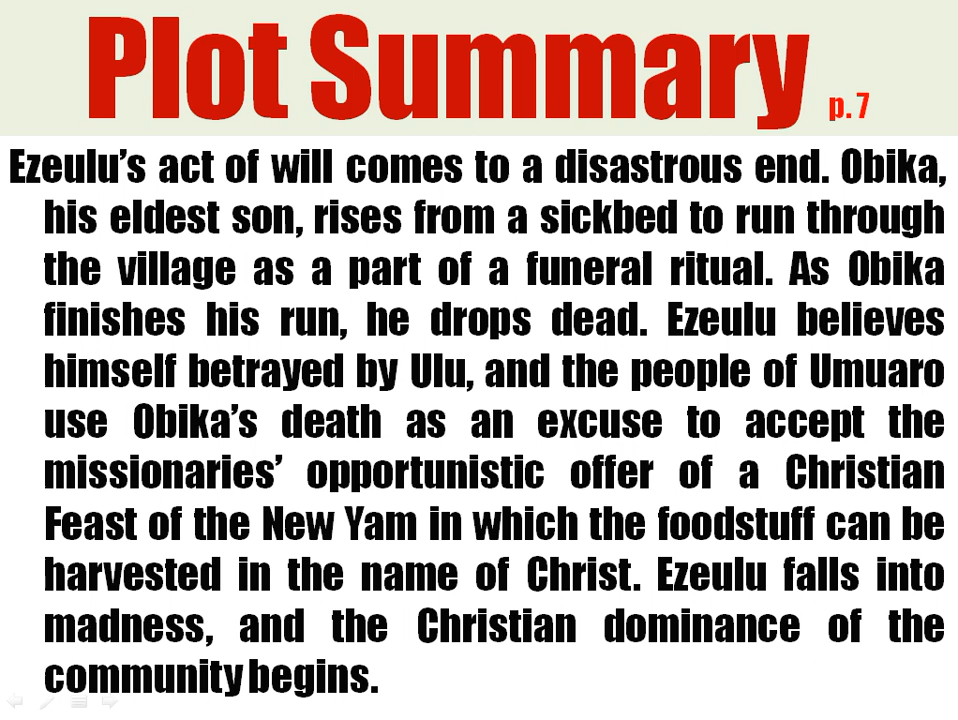 Plot Summary p. 7
Ezeulu’s act of will comes to a disastrous end. Obika,
his eldest son, rises from a sickbed to run through
the village as a part of a funeral ritual. As Obika
finishes his run, he drops dead. Ezeulu believes
himself betrayed by Ulu, and the people of Umuaro
use Obika’s death as an excuse to accept the
missionaries’ opportunistic offer of a Christian
Feast of the New Yam in which the foodstuff can be
harvested in the name of Christ. Ezeulu falls into
madness, and the Christian dominance of the
community begins.